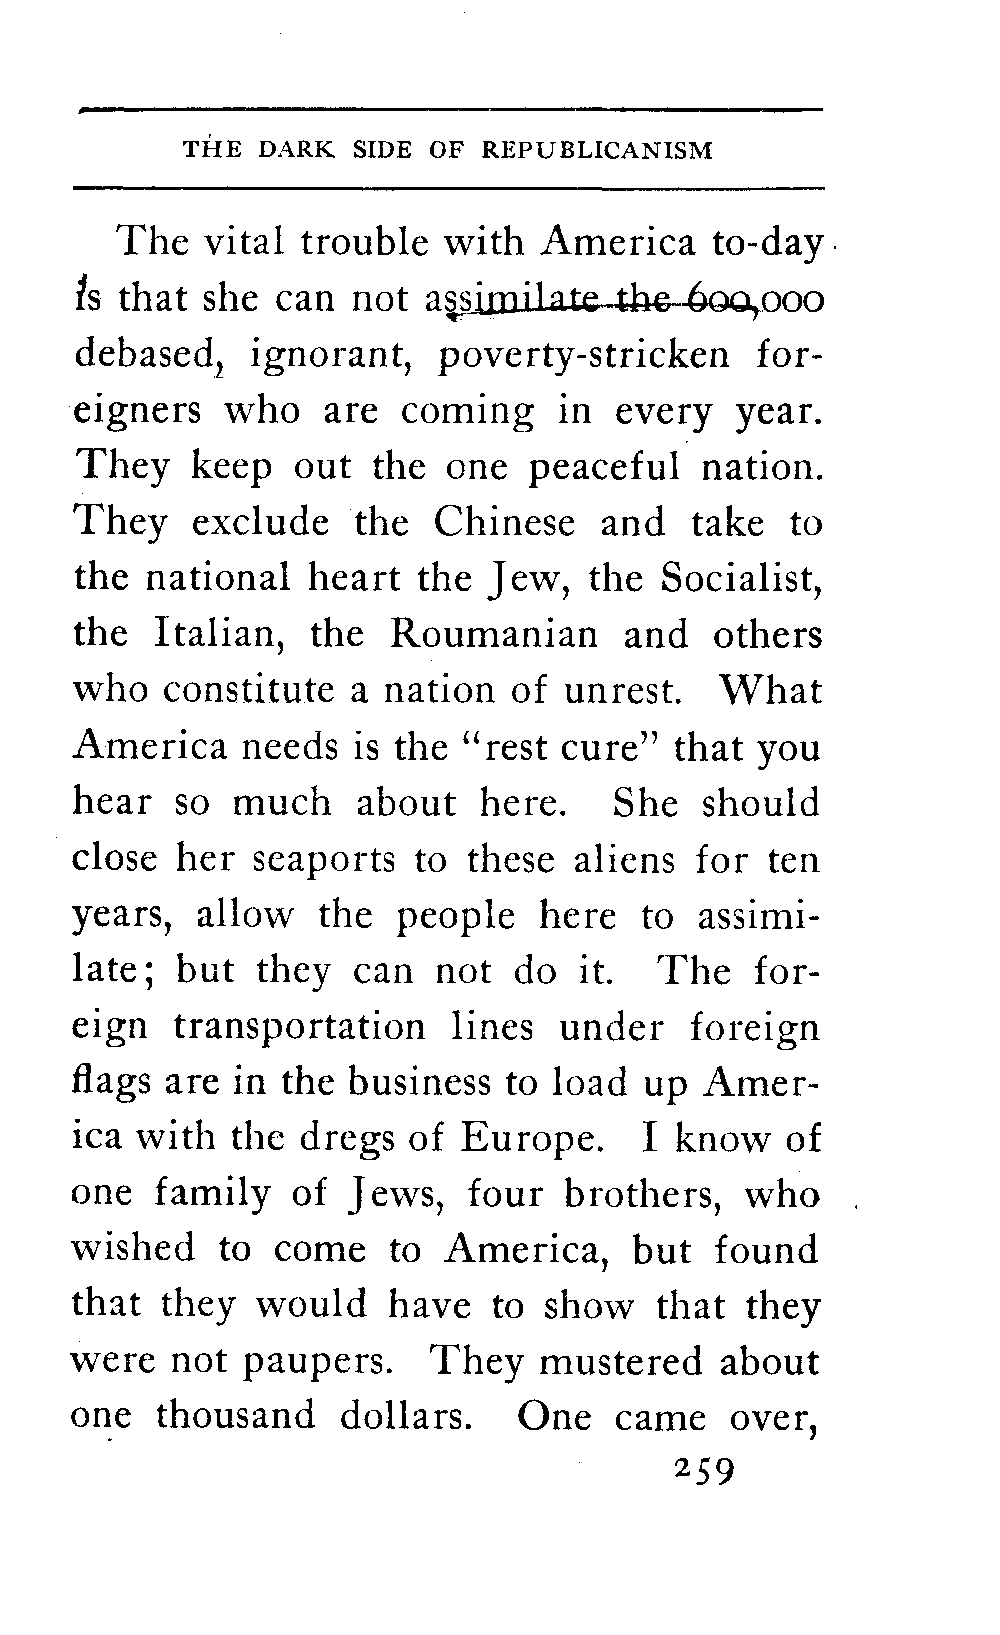 THE DARK SIDE OF REPUBLICANISM
The vital trouble with America to-day
is that she can not assimilate the 600,000
debased, ignorant, poverty-stricken for-
eigners who are coming in every year.
They keep out the one peaceful nation.
They exclude the Chinese and take to
the national heart the Jew, the Socialist,
the Italian, the Roumanian and others
who constitute a nation of unrest. What
America needs is the "rest cure" that you
hear so much about here. She should
close her seaports to these aliens for ten
years, allow the people here to assimi-
late; but they can not do it. The for-
eign transportation lines under foreign
flags are in the business to load up Amer-
ica with the dregs of Europe. I know of
one family of Jews, four brothers, who
wished to come to America, but found
that they would have to show that they
were not paupers. They mustered about
one thousand dollars. One came over,
259